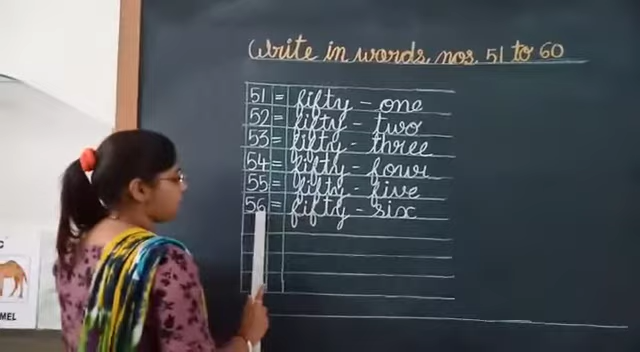 Write in words, nos. 51 to 60
51 = fifty - one
52 = fifty - two
53 = fifty - three
54 = fifty - four
55 = fifty - five
56 = fifty - six
MEL